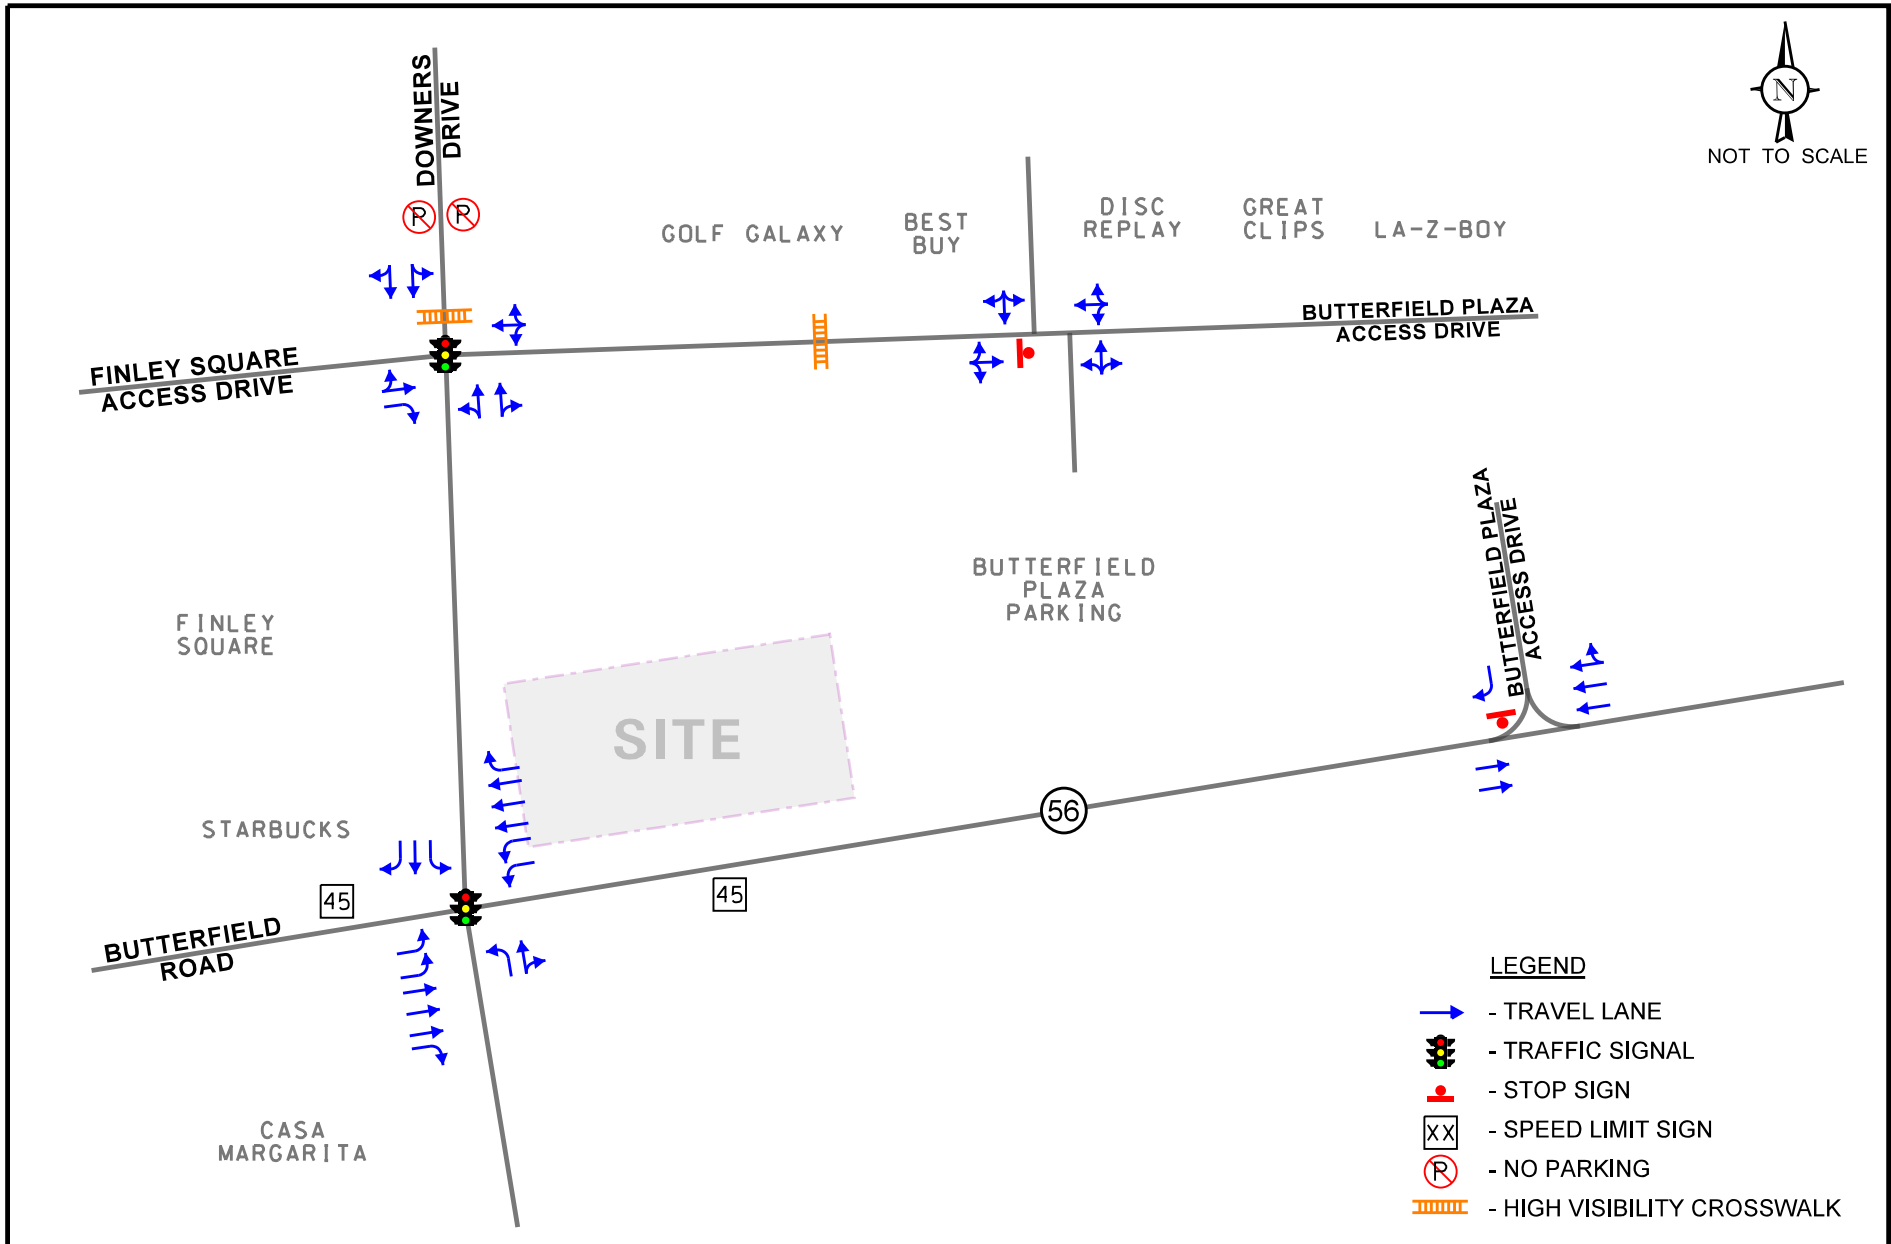 DOWNERS
DRIVE
N
NOT TO SCALE
P
P
GOLF GALAXY
BEST
BUY
DISC
REPLAY
GREAT
CLIPS
LA-Z-BOY
BUTTERFIELD PLAZA
ACCESS DRIVE
FINLEY SQUARE
ACCESS DRIVE
BUTTERFIELD PLAZA
ACCESS DRIVE
BUTTERFIELD
PLAZA
PARKING
FINLEY
SQUARE
SITE
STARBUCKS
56
45
45
BUTTERFIELD
ROAD
CASA
MARGARITA
LEGEND
- TRAVEL LANE
- TRAFFIC SIGNAL
- STOP SIGN
XX - SPEED LIMIT SIGN
P - NO PARKING
- HIGH VISIBILITY CROSSWALK